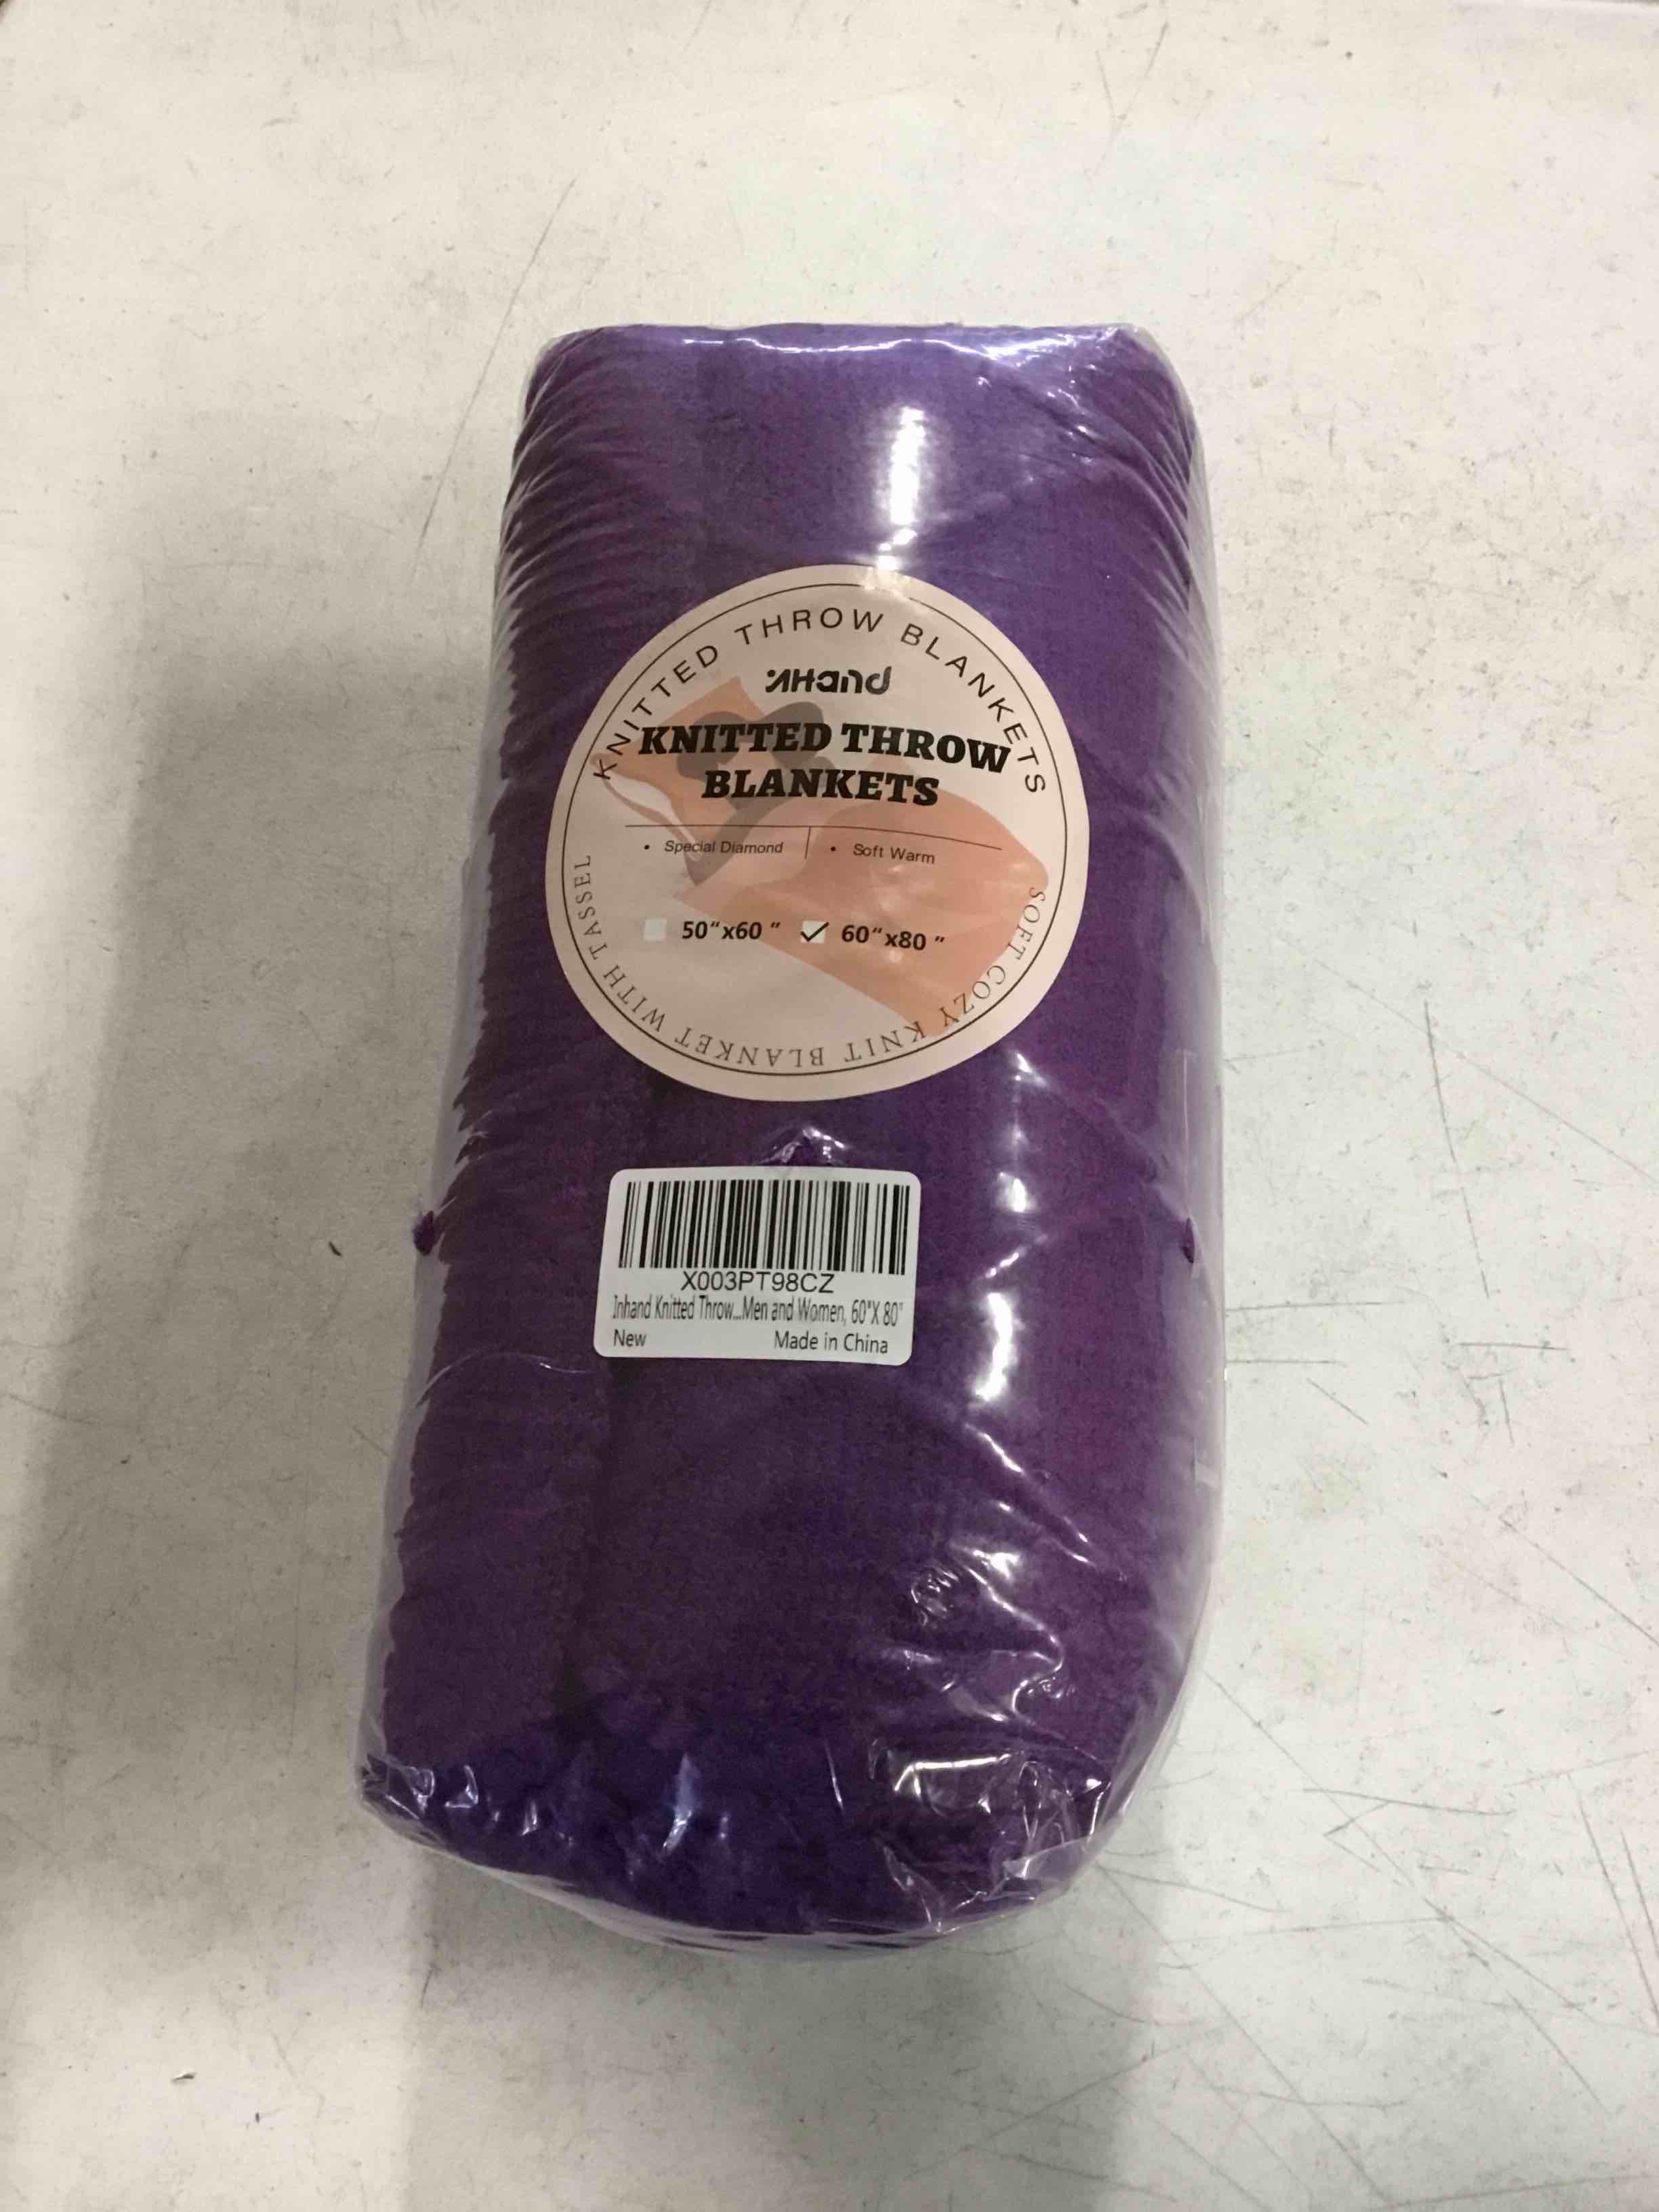 KNITTED THROW BLANKETS
inHand
KNITTED THROW
BLANKETS
• Special Diamond • Soft Warm
50"x60" 60"x80"
SOFT COZY KNIT BLANKET WITH TASSEL
X003PT98CZ
Inhand Knitted Throw...Men and Women, 60"X 80"
New Made in China